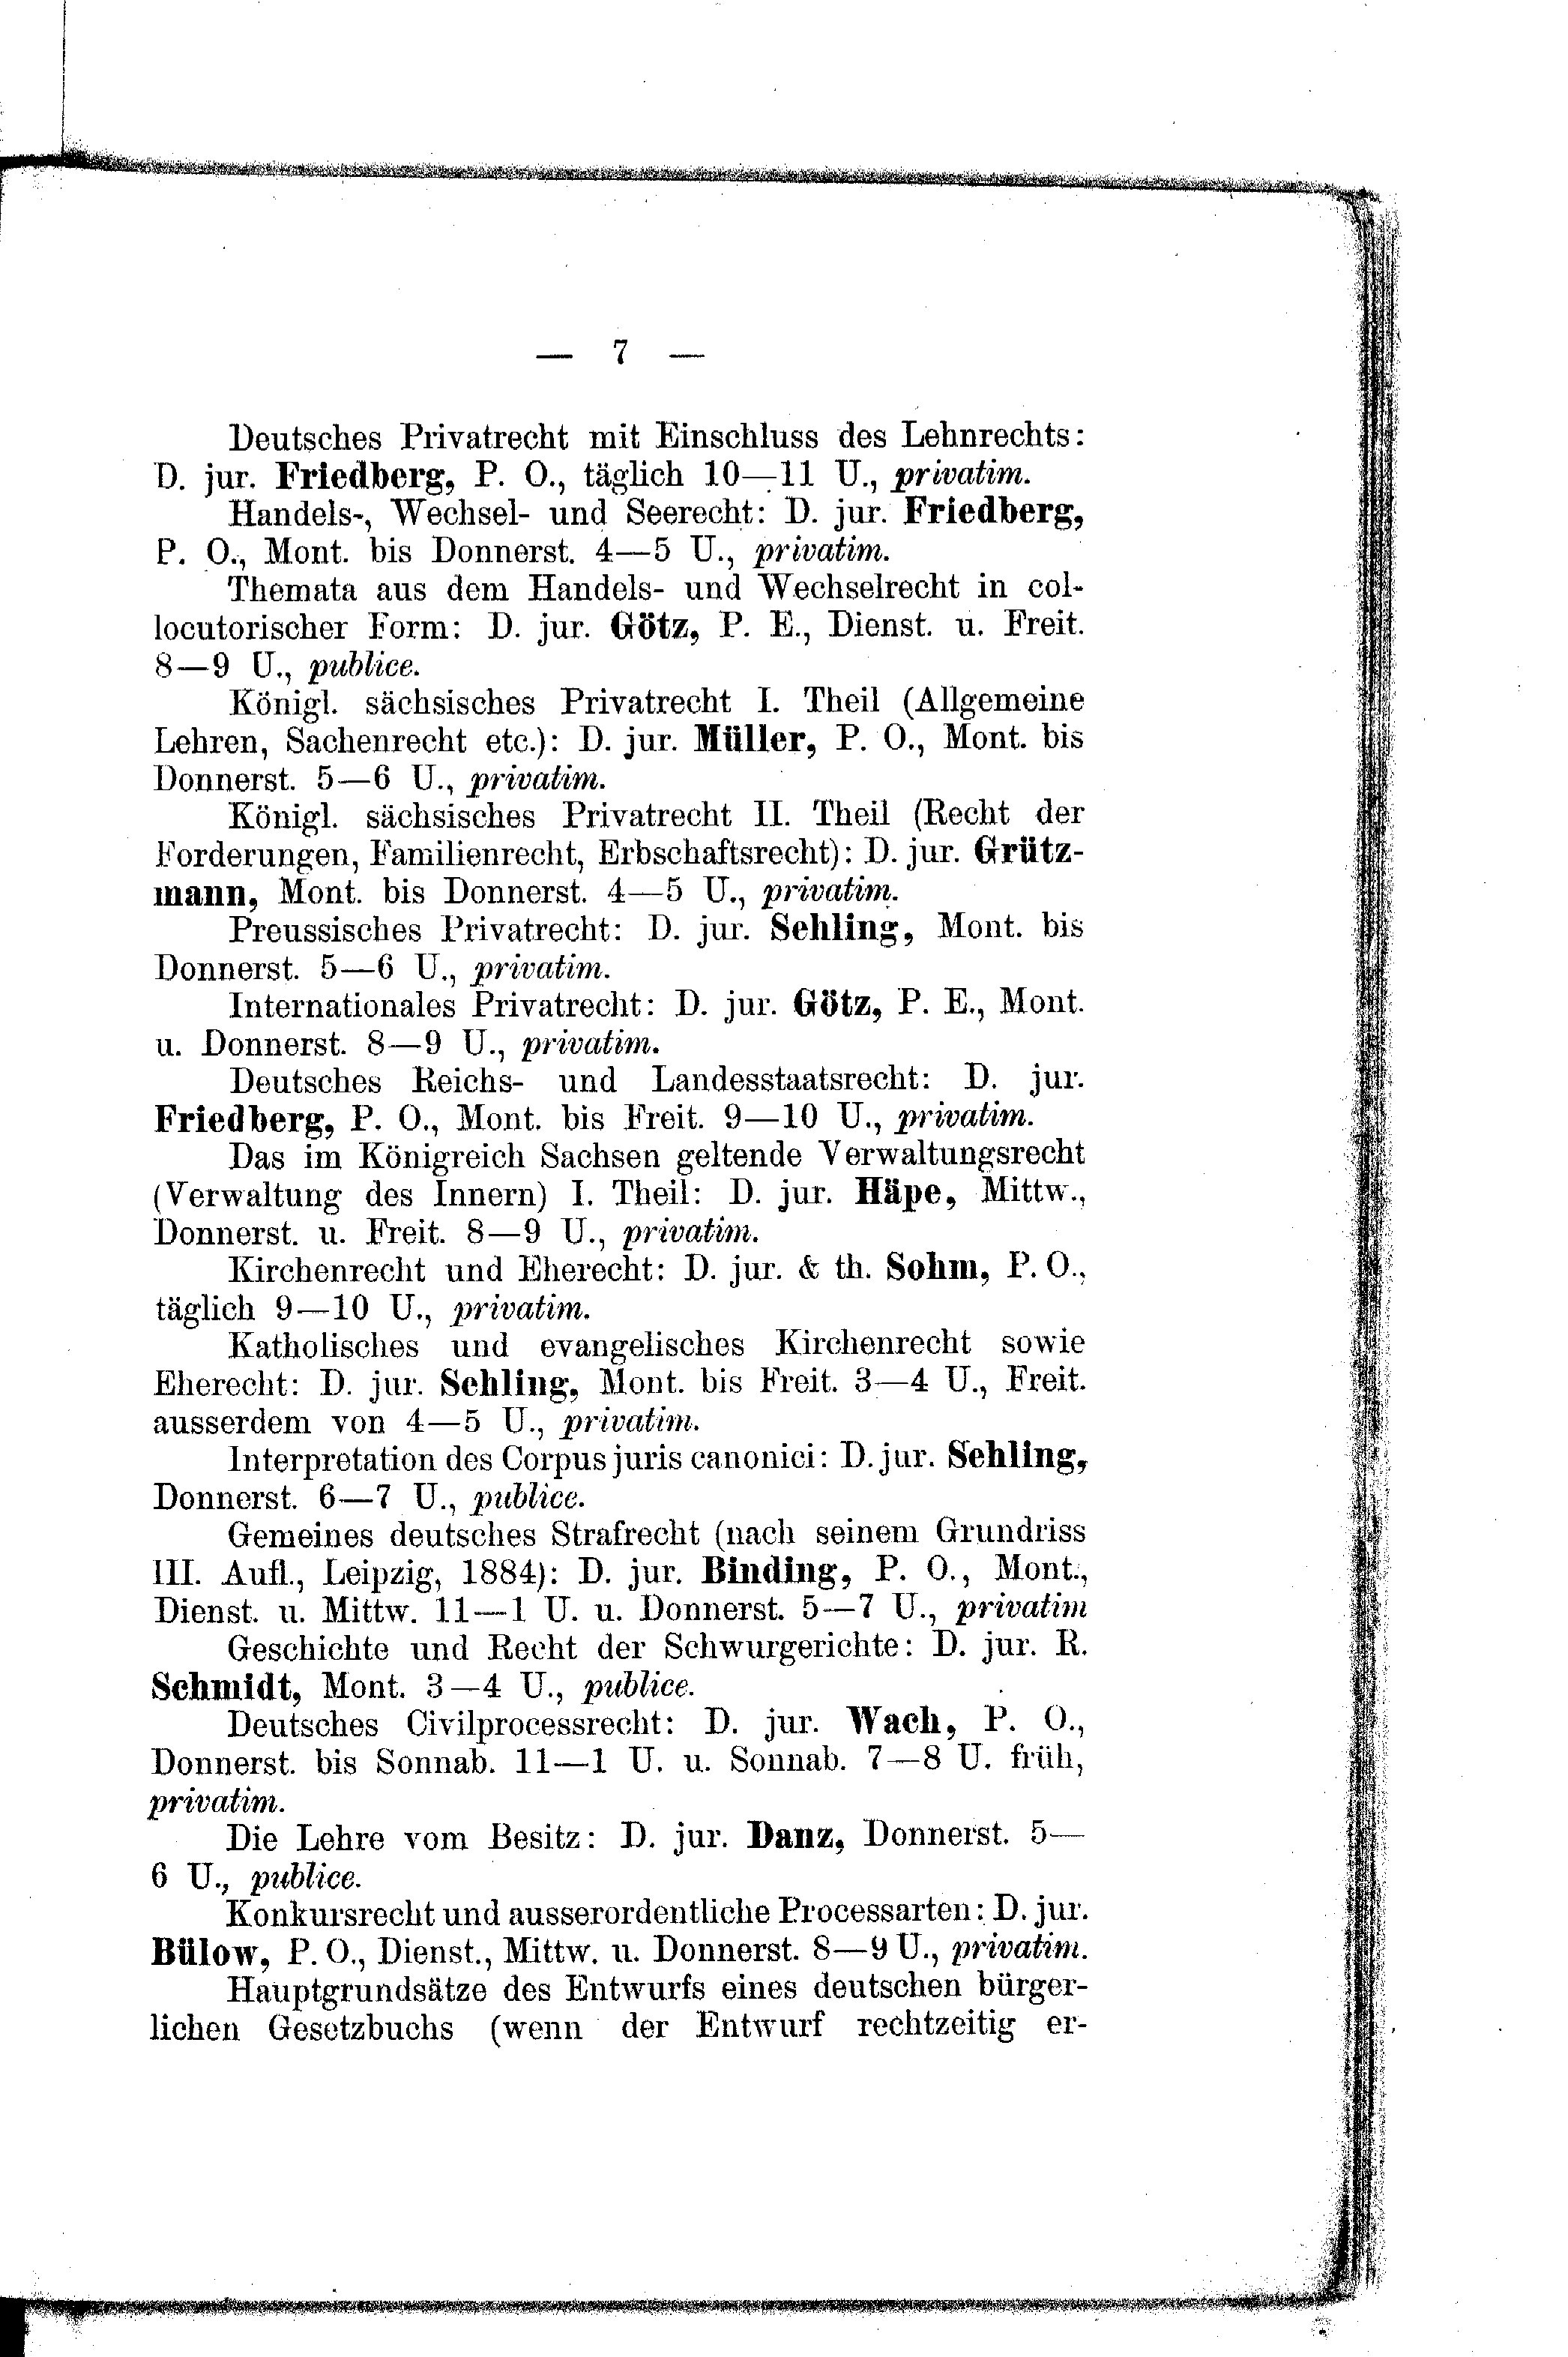 — 7 —
Deutsches Privatrecht mit Einschluss des Lehnrechts:
D. jur. Friedberg, P. O., täglich 10—11 U., privatim.
Handels-, Wechsel- und Seerecht: D. jur. Friedberg,
P. O., Mont. bis Donnerst. 4—5 U., privatim.
Themata aus dem Handels- und Wechselrecht in col-
locutorischer Form: D. jur. Götz, P. E., Dienst. u. Freit.
8—9 U., publice.
Königl. sächsisches Privatrecht I. Theil (Allgemeine
Lehren, Sachenrecht etc.): D. jur. Müller, P. O., Mont. bis
Donnerst. 5—6 U., privatim.
Königl. sächsisches Privatrecht II. Theil (Recht der
Forderungen, Familienrecht, Erbschaftsrecht): D. jur. Grütz-
mann, Mont. bis Donnerst. 4—5 U., privatim.
Preussisches Privatrecht: D. jur. Sehling, Mont. bis
Donnerst. 5—6 U., privatim.
Internationales Privatrecht: D. jur. Götz, P. E., Mont.
u. Donnerst. 8—9 U., privatim.
Deutsches Reichs- und Landesstaatsrecht: D. jur.
Friedberg, P. O., Mont. bis Freit. 9—10 U., privatim.
Das im Königreich Sachsen geltende Verwaltungsrecht
(Verwaltung des Innern) I. Theil: D. jur. Häpe, Mittw.,
Donnerst. u. Freit. 8—9 U., privatim.
Kirchenrecht und Eherecht: D. jur. & th. Sohm, P. O.,
täglich 9—10 U., privatim.
Katholisches und evangelisches Kirchenrecht sowie
Eherecht: D. jur. Sehling, Mont. bis Freit. 3—4 U., Freit.
ausserdem von 4—5 U., privatim.
Interpretation des Corpus juris canonici: D. jur. Sehling,
Donnerst. 6—7 U., publice.
Gemeines deutsches Strafrecht (nach seinem Grundriss
III. Aufl., Leipzig, 1884): D. jur. Binding, P. O., Mont.,
Dienst. u. Mittw. 11—1 U. u. Donnerst. 5—7 U., privatim
Geschichte und Recht der Schwurgerichte: D. jur. R.
Schmidt, Mont. 3—4 U., publice.
Deutsches Civilprocessrecht: D. jur. Wach, P. O.,
Donnerst. bis Sonnab. 11—1 U. u. Sonnab. 7—8 U. früh,
privatim.
Die Lehre vom Besitz: D. jur. Danz, Donnerst. 5—
6 U., publice.
Konkursrecht und ausserordentliche Processarten: D. jur.
Bülow, P. O., Dienst., Mittw. u. Donnerst. 8—9 U., privatim.
Hauptgrundsätze des Entwurfs eines deutschen bürger-
lichen Gesetzbuchs (wenn der Entwurf rechtzeitig er-